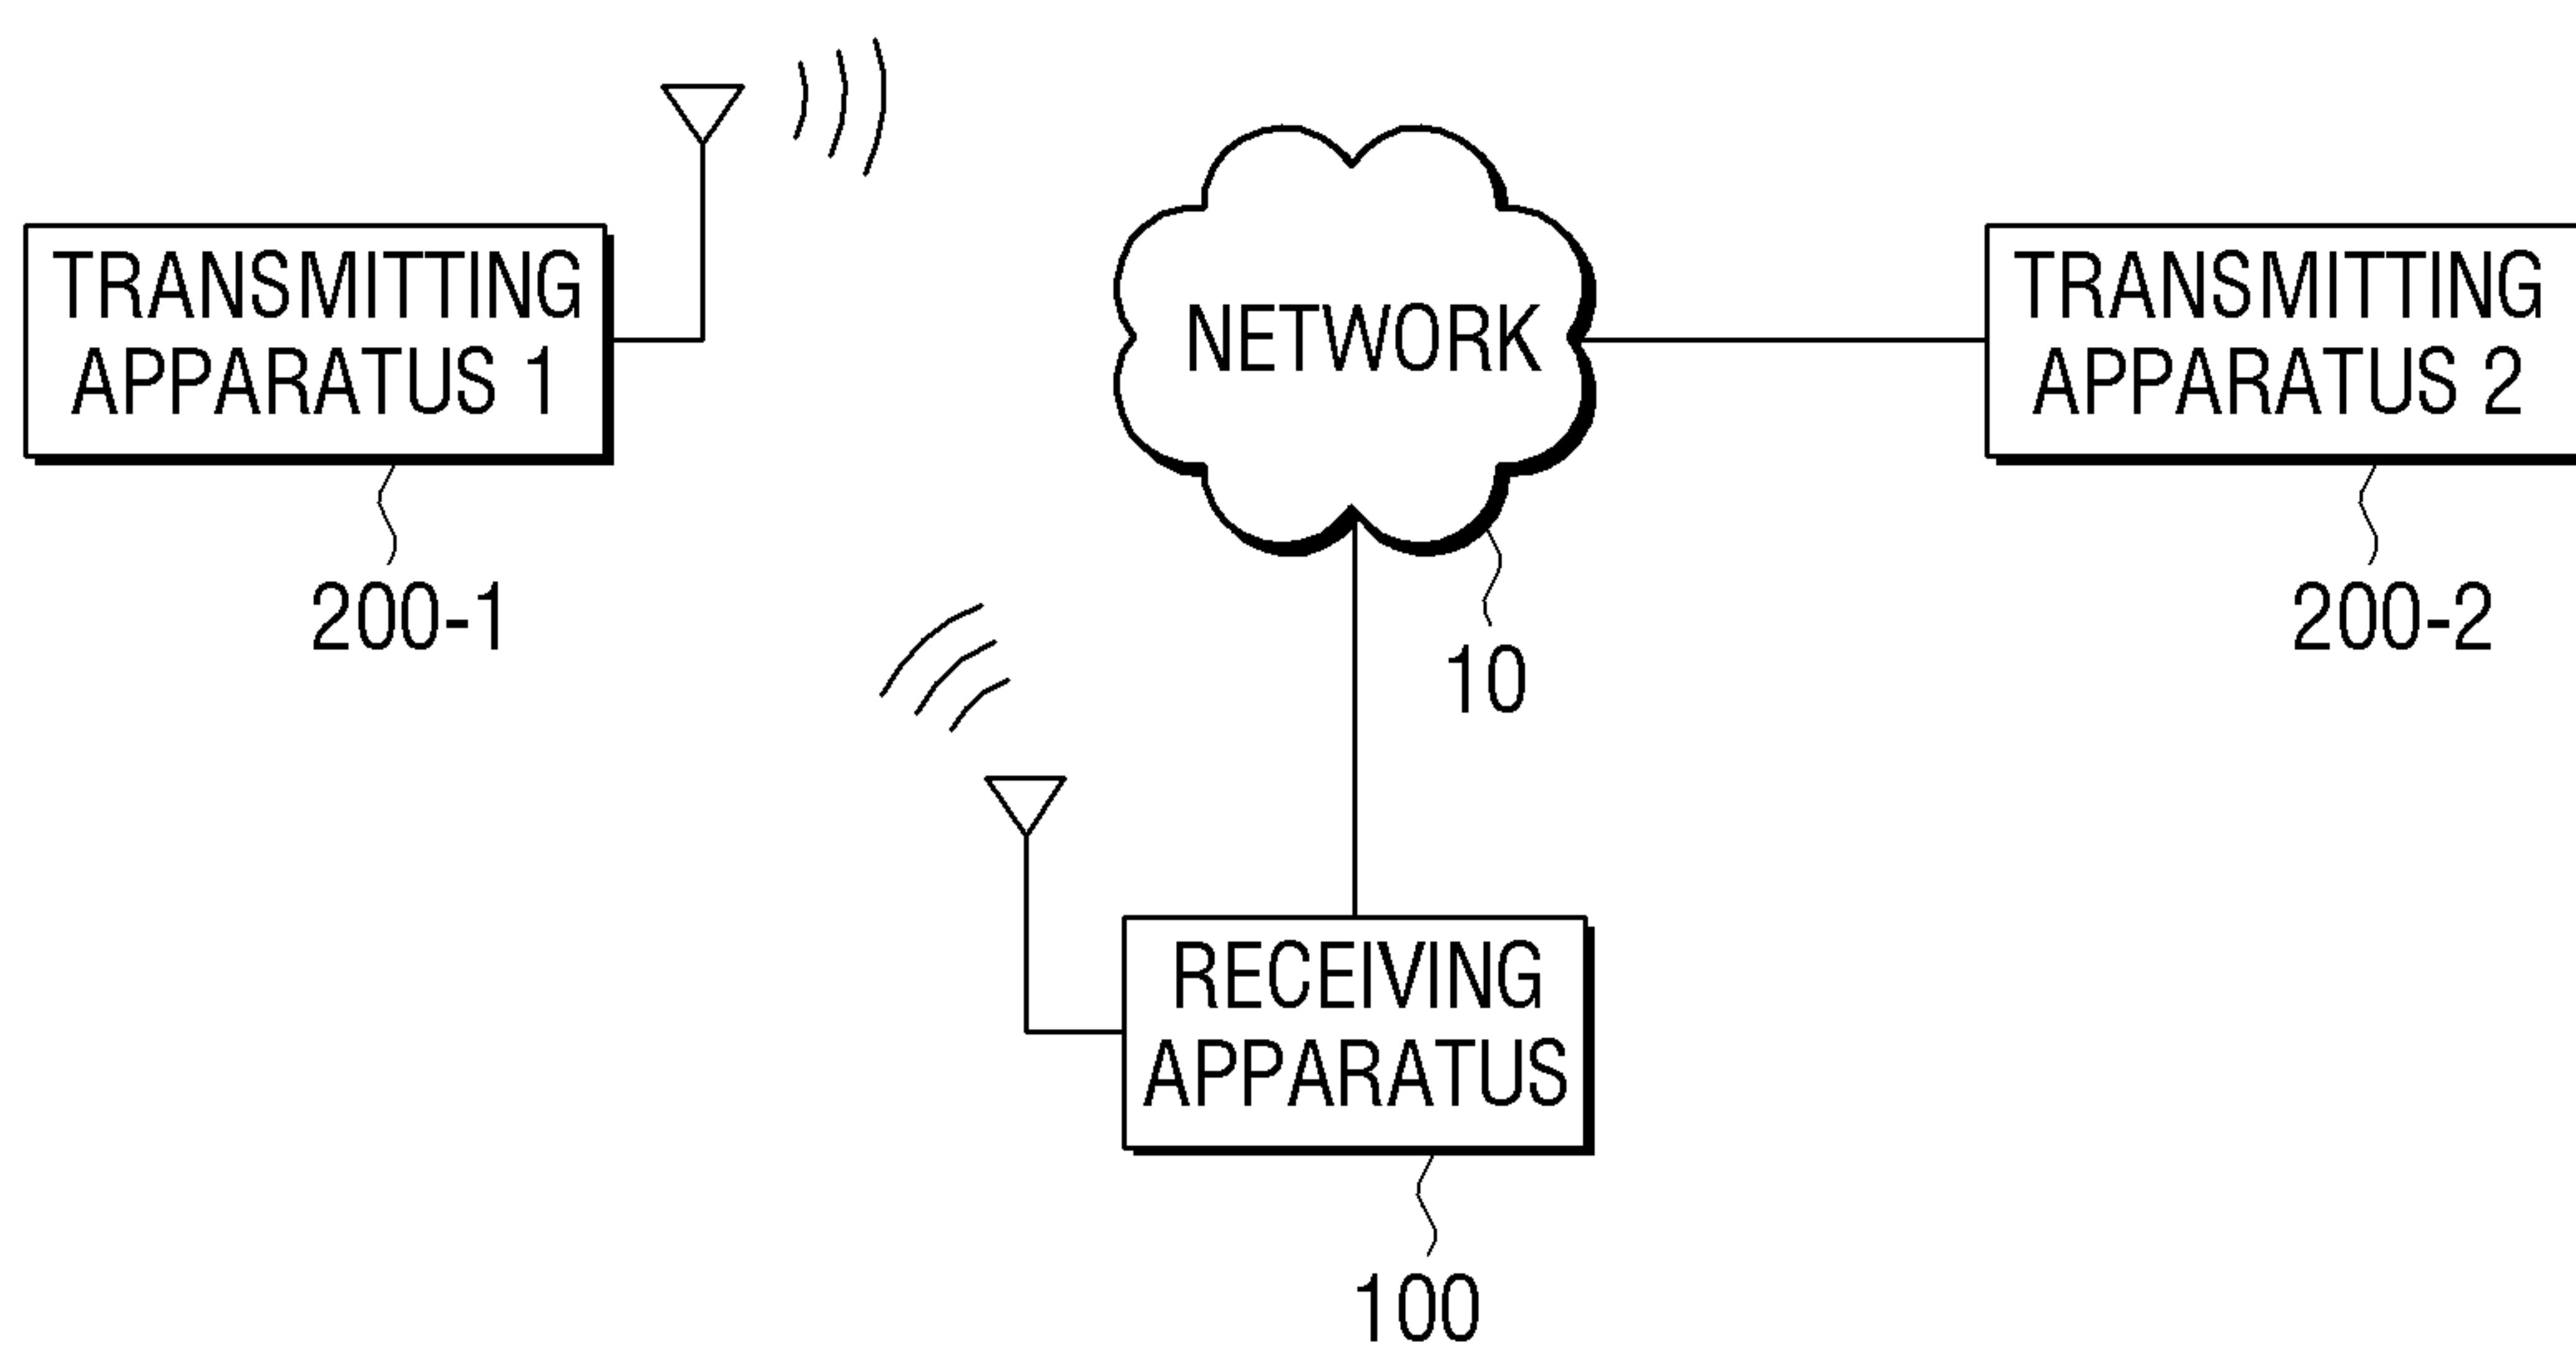 TRANSMITTING
APPARATUS 1
200-1
NETWORK
10
TRANSMITTING
APPARATUS 2
200-2
RECEIVING
APPARATUS
100